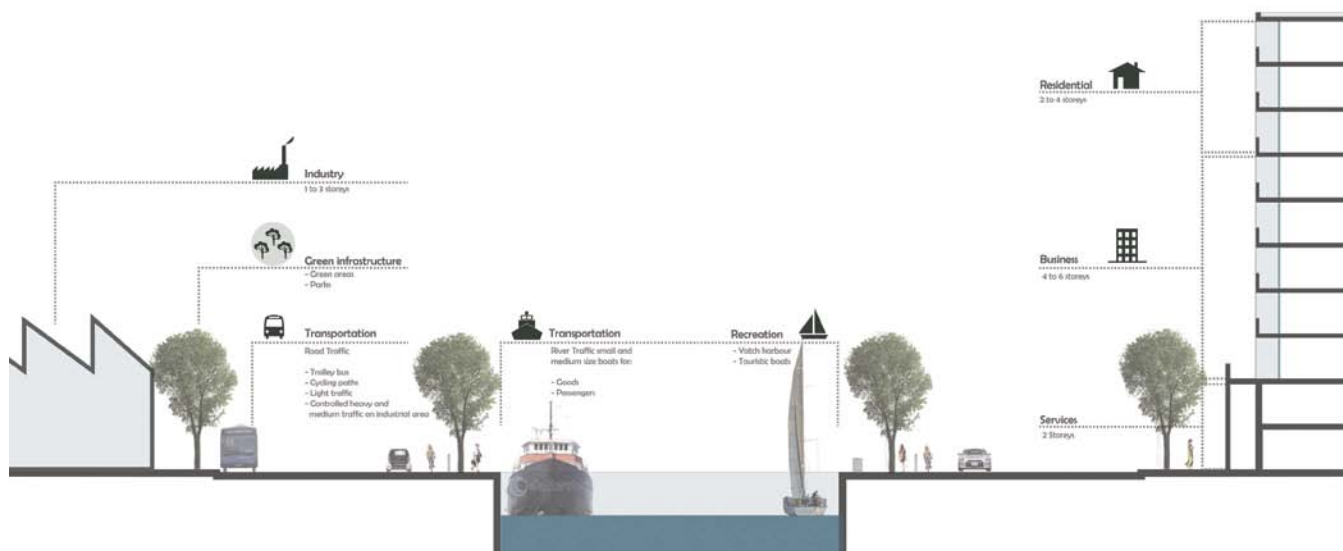 Residential
2 to 4 storeys
Industry
1 to 3 storeys
Green infrastructure
- Green areas
- Parks
Business
4 to 6 storeys
Transportation
Road Traffic
- Trolley bus
- Cycling paths
- Light traffic
- Controlled heavy and
medium traffic on industrial area
Transportation
River Traffic small and
medium size boats for:
- Goods
- Passengers
Recreation
- Yatch harbour
- Touristic boats
Services
2 Storeys